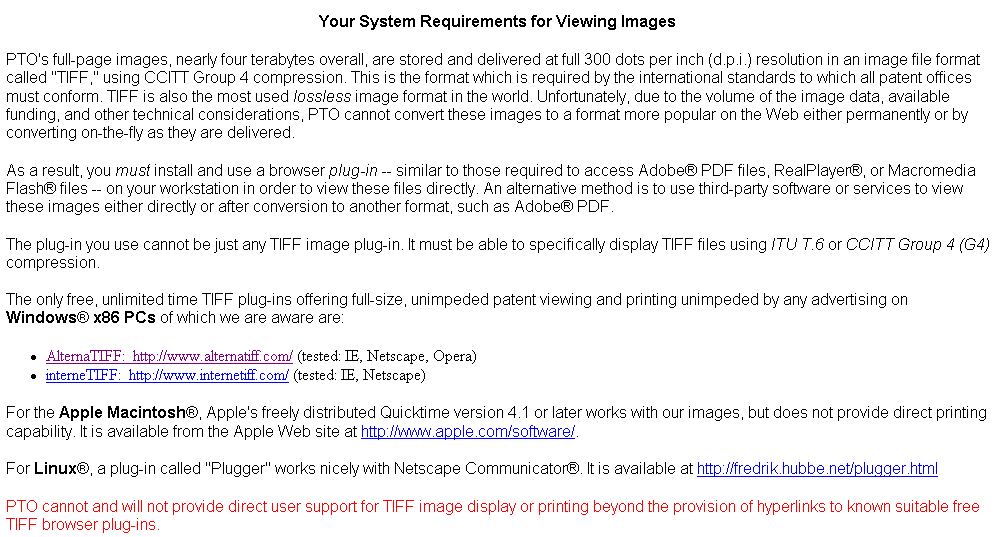 Your System Requirements for Viewing Images
PTO's full-page images, nearly four terabytes overall, are stored and delivered at full 300 dots per inch (d.p.i.) resolution in an image file format
called "TIFF," using CCITT Group 4 compression. This is the format which is required by the international standards to which all patent offices
must conform. TIFF is also the most used lossless image format in the world. Unfortunately, due to the volume of the image data, available
funding, and other technical considerations, PTO cannot convert these images to a format more popular on the Web either permanently or by
converting on-the-fly as they are delivered.
As a result, you must install and use a browser plug-in -- similar to those required to access Adobe® PDF files, RealPlayer®, or Macromedia
Flash® files -- on your workstation in order to view these files directly. An alternative method is to use third-party software or services to view
these images either directly or after conversion to another format, such as Adobe® PDF.
The plug-in you use cannot be just any TIFF image plug-in. It must be able to specifically display TIFF files using ITU T.6 or CCITT Group 4 (G4)
compression.
The only free, unlimited time TIFF plug-ins offering full-size, unimpeded patent viewing and printing unimpeded by any advertising on
Windows® x86 PCs of which we are aware are:
• AlternaTIFF: http://www.alternatiff.com/ (tested: IE, Netscape, Opera)
• interneTIFF: http://www.internetiff.com/ (tested: IE, Netscape)
For the Apple Macintosh®, Apple's freely distributed Quicktime version 4.1 or later works with our images, but does not provide direct printing
capability. It is available from the Apple Web site at http://www.apple.com/software/.
For Linux®, a plug-in called "Plugger" works nicely with Netscape Communicator®. It is available at http://fredrik.hubbe.net/plugger.html
PTO cannot and will not provide direct user support for TIFF image display or printing beyond the provision of hyperlinks to known suitable free
TIFF browser plug-ins.